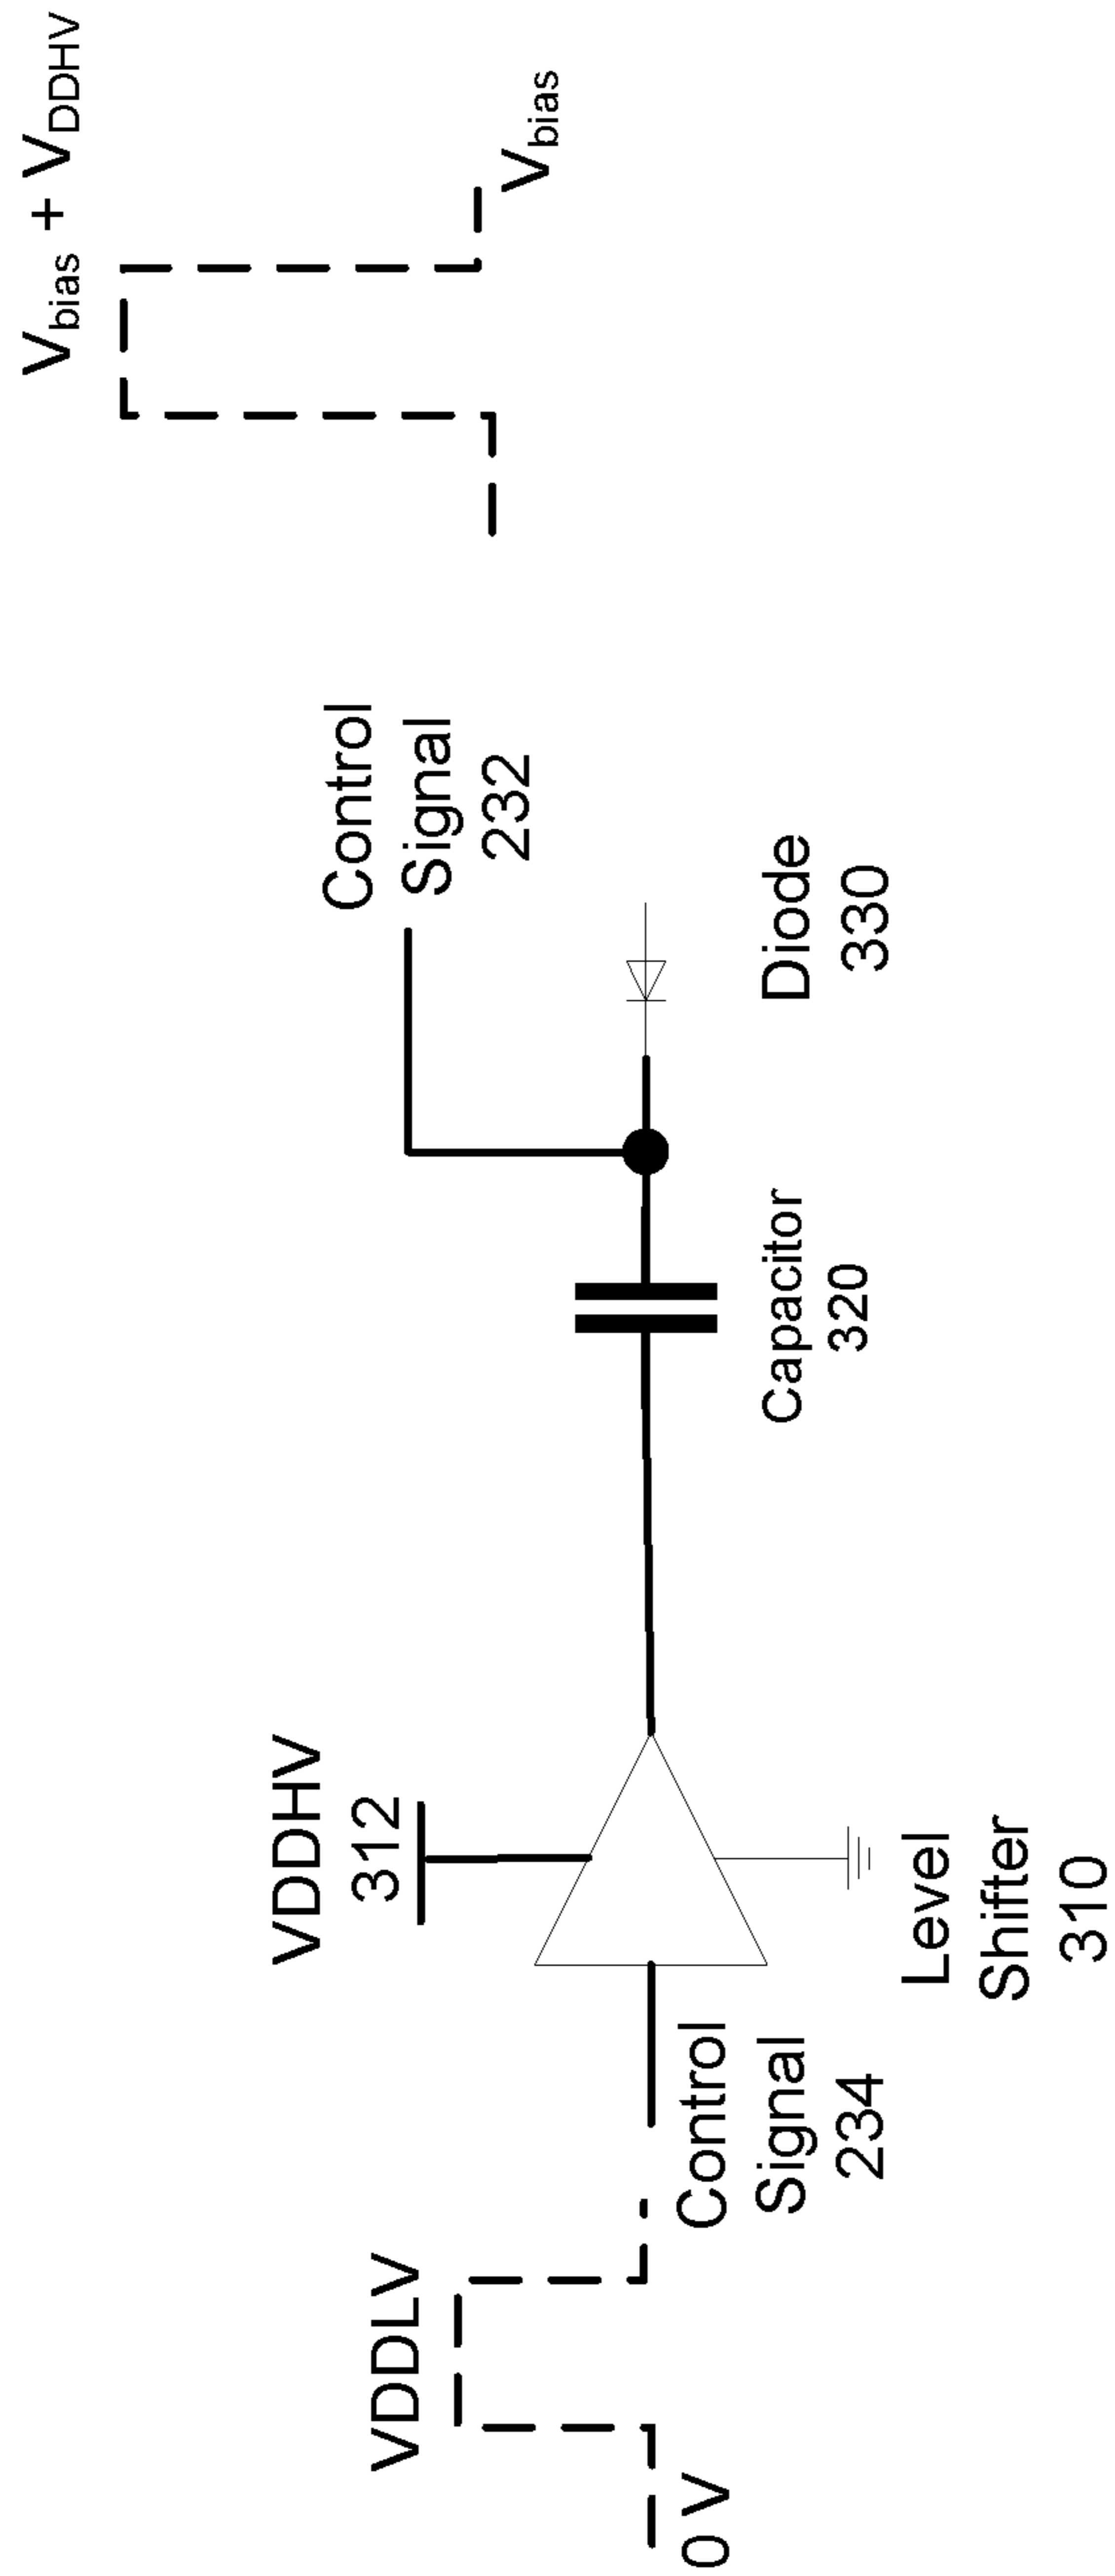 VDDLV
0 V
Control
Signal
234
VDDHV
312
Level
Shifter
310
Capacitor
320
Control
Signal
232
Diode
330
Vbias + VDDHV
Vbias